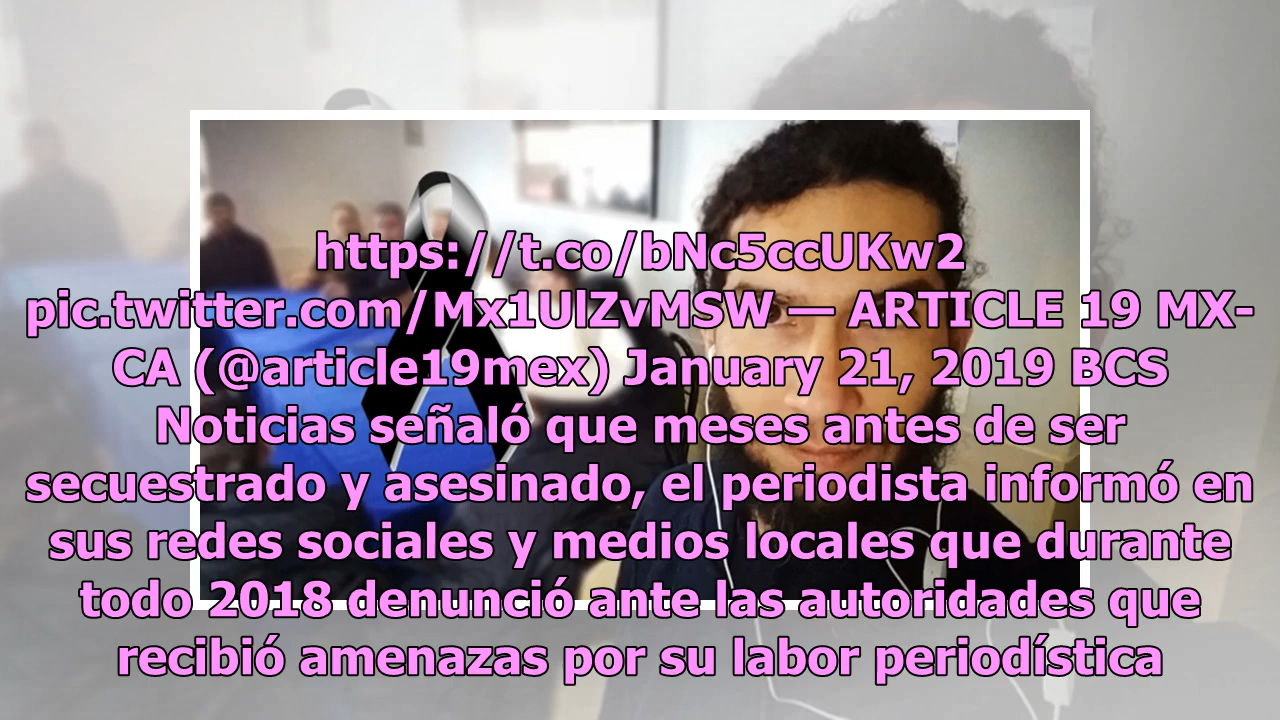 https://t.co/bNc5ccUKw2
pic.twitter.com/Mx1UlZvMSW — ARTICLE 19 MX-
CA (@article19mex) January 21, 2019 BCS
Noticias señaló que meses antes de ser
secuestrado y asesinado, el periodista informó en
sus redes sociales y medios locales que durante
todo 2018 denunció ante las autoridades que
recibió amenazas por su labor periodística